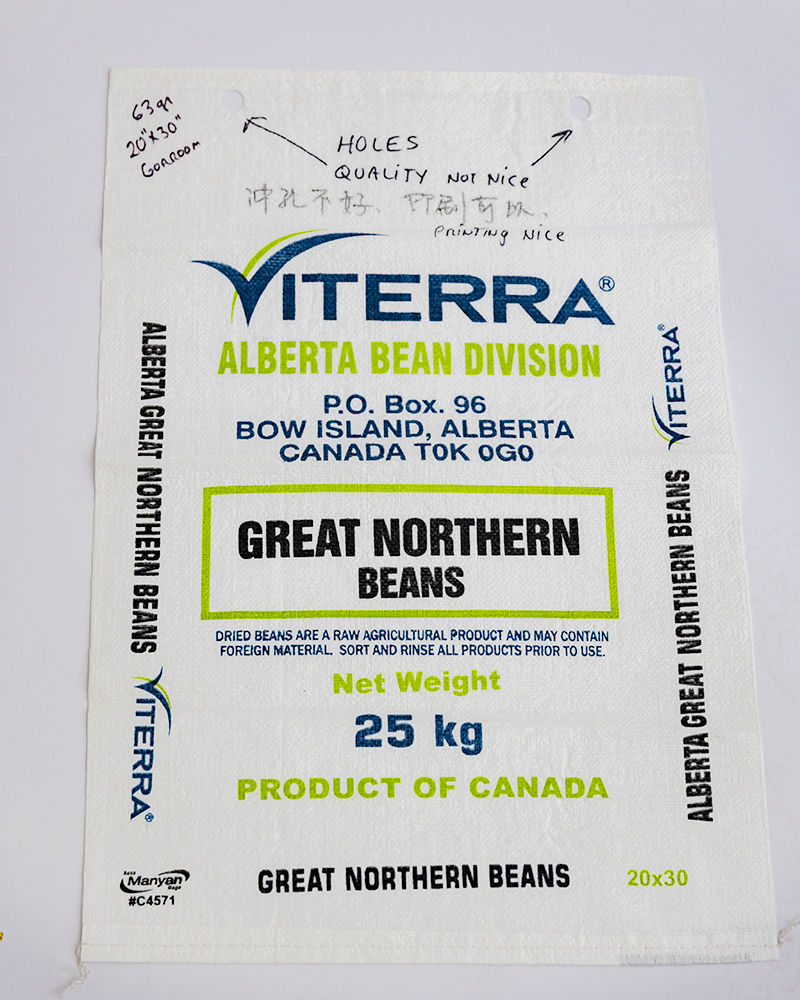 63 gr
20"x30"
HOLES
QUALITY NOT NICE
冲孔不好、印刷可以、
PRINTING NICE
VITERRA®
ALBERTA BEAN DIVISION
P.O. Box. 96
BOW ISLAND, ALBERTA
CANADA T0K 0G0
GREAT NORTHERN
BEANS
DRIED BEANS ARE A RAW AGRICULTURAL PRODUCT AND MAY CONTAIN
FOREIGN MATERIAL. SORT AND RINSE ALL PRODUCTS PRIOR TO USE.
Net Weight
25 kg
PRODUCT OF CANADA
ALBERTA GREAT NORTHERN BEANS
VITERRA®
ALBERTA GREAT NORTHERN BEANS
VITERRA®
Manyan
#C4571
GREAT NORTHERN BEANS
20x30